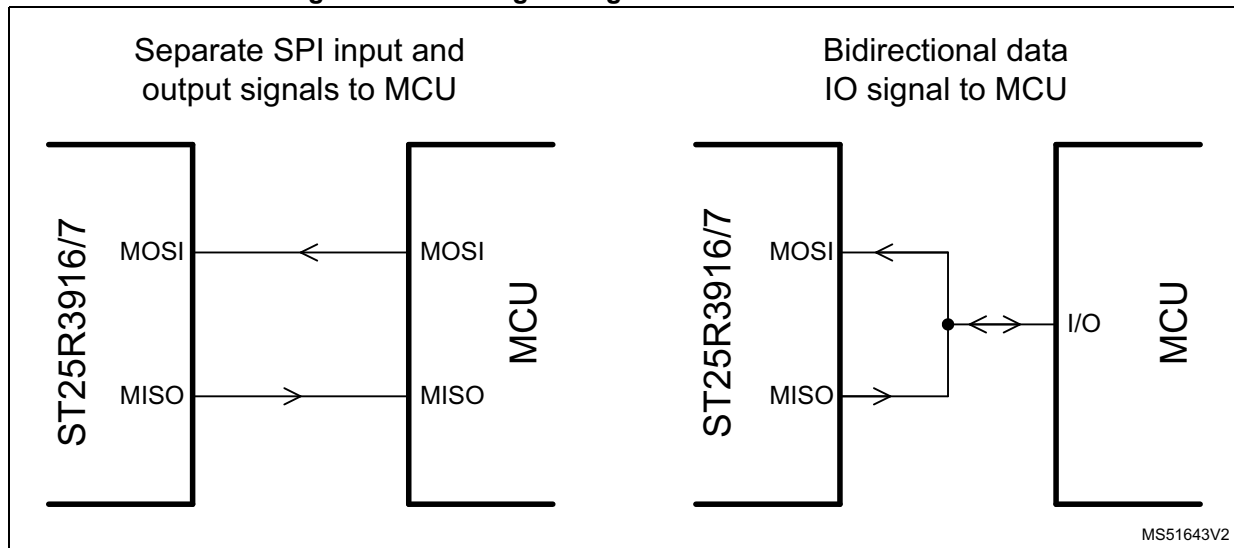 Separate SPI input and
output signals to MCU
ST25R3916/7
MOSI
MISO
MOSI
MISO
MCU
Bidirectional data
IO signal to MCU
ST25R3916/7
MOSI
MISO
I/O
MCU
MS51643V2